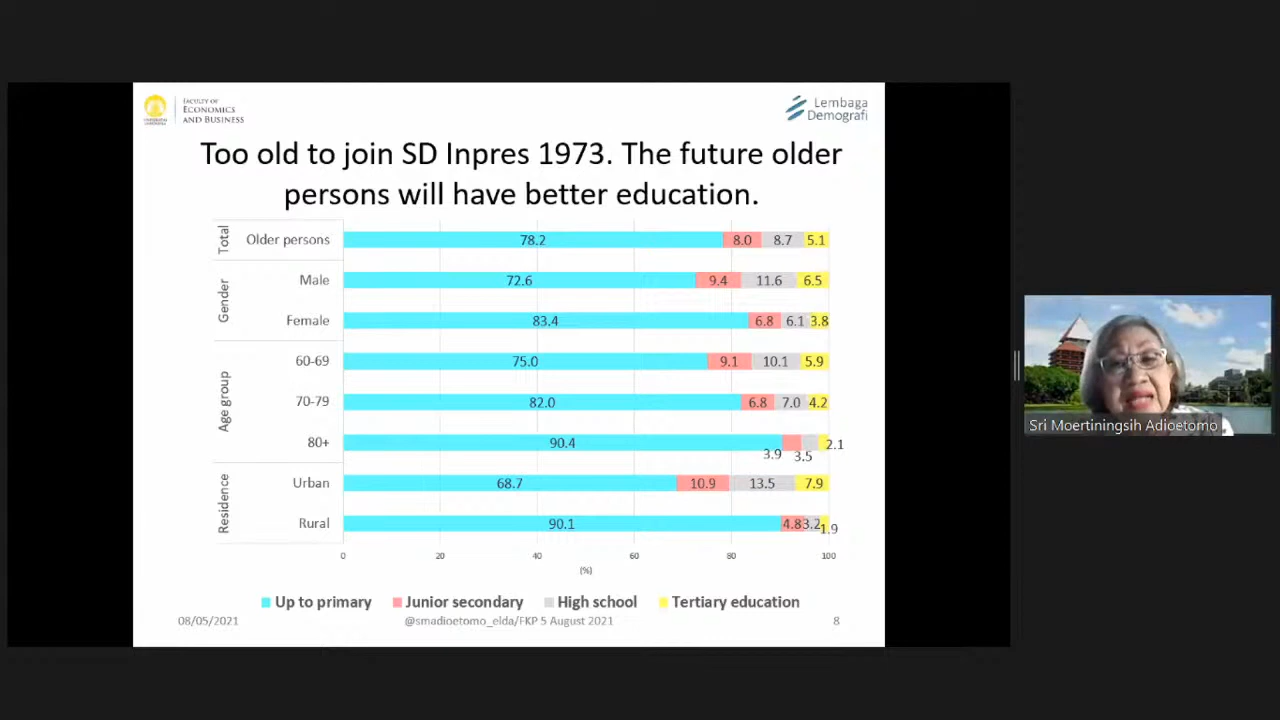 FACULTY OF
ECONOMICS
AND BUSINESS
Lembaga
Demografi
Too old to join SD Inpres 1973. The future older
persons will have better education.
Total
Older persons 78.2 8.0 8.7 5.1
Gender
Male 72.6 9.4 11.6 6.5
Female 83.4 6.8 6.1 3.8
Age group
60-69 75.0 9.1 10.1 5.9
70-79 82.0 6.8 7.0 4.2
80+ 90.4 3.9 3.5 2.1
Residence
Urban 68.7 10.9 13.5 7.9
Rural 90.1 4.8 3.2 1.9
0 20 40 60 80 100
(%)
Up to primary Junior secondary High school Tertiary education
08/05/2021 @smadioetomo_elda/FKP 5 August 2021 8
Sri Moertiningsih Adioetomo